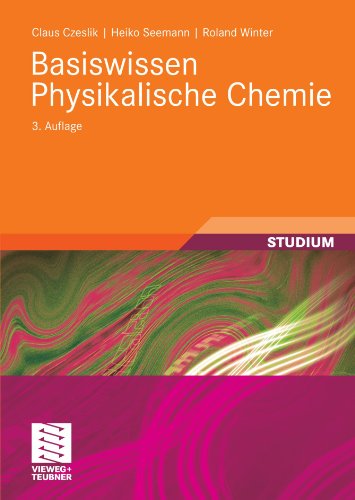 Claus Czeslik | Heiko Seemann | Roland Winter
Basiswissen
Physikalische Chemie
3. Auflage
STUDIUM
VIEWEG+
TEUBNER